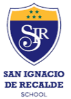 SIR
SAN IGNACIO
DE RECALDE
SCHOOL